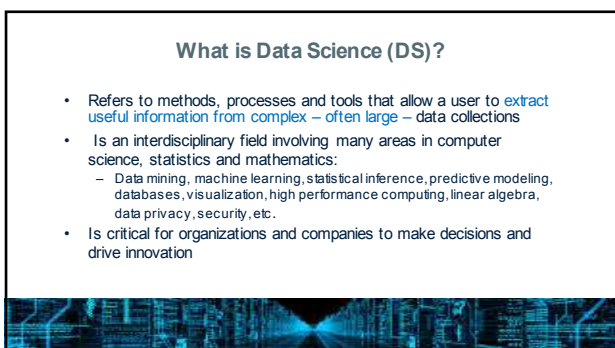 What is Data Science (DS)?
• Refers to methods, processes and tools that allow a user to extract
useful information from complex – often large – data collections
• Is an interdisciplinary field involving many areas in computer
science, statistics and mathematics:
– Data mining, machine learning, statistical inference, predictive modeling,
databases, visualization, high performance computing, linear algebra,
data privacy, security, etc.
• Is critical for organizations and companies to make decisions and
drive innovation